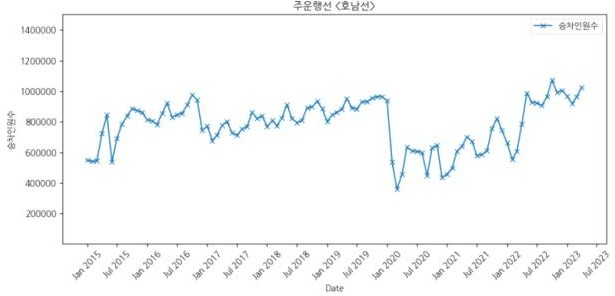 주운행선 <호남선>
승차인원수
승차인원수
1400000
1200000
1000000
800000
600000
400000
200000
Jan 2015
Jul 2015
Jan 2016
Jul 2016
Jan 2017
Jul 2017
Jan 2018
Jul 2018
Jan 2019
Jul 2019
Jan 2020
Jul 2020
Jan 2021
Jul 2021
Jan 2022
Jul 2022
Jan 2023
Jul 2023
Date